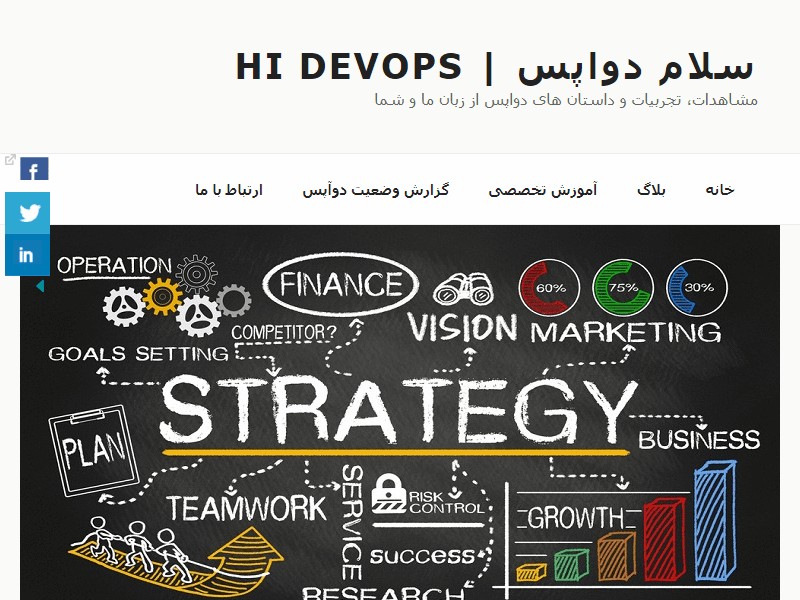 سلام دواپس | HI DEVOPS
مشاهدات، تجربیات و داستان های دواپس از زبان ما و شما
خانه
بلاگ
آموزش تخصصی
گزارش وضعیت دوآپس
ارتباط با ما
f
in
OPERATION
FINANCE
60%
75%
30%
COMPETITOR?
VISION
MARKETING
GOALS SETTING
STRATEGY
PLAN
BUSINESS
TEAMWORK
SERVICE
RISK
CONTROL
GROWTH
success
RESEARCH